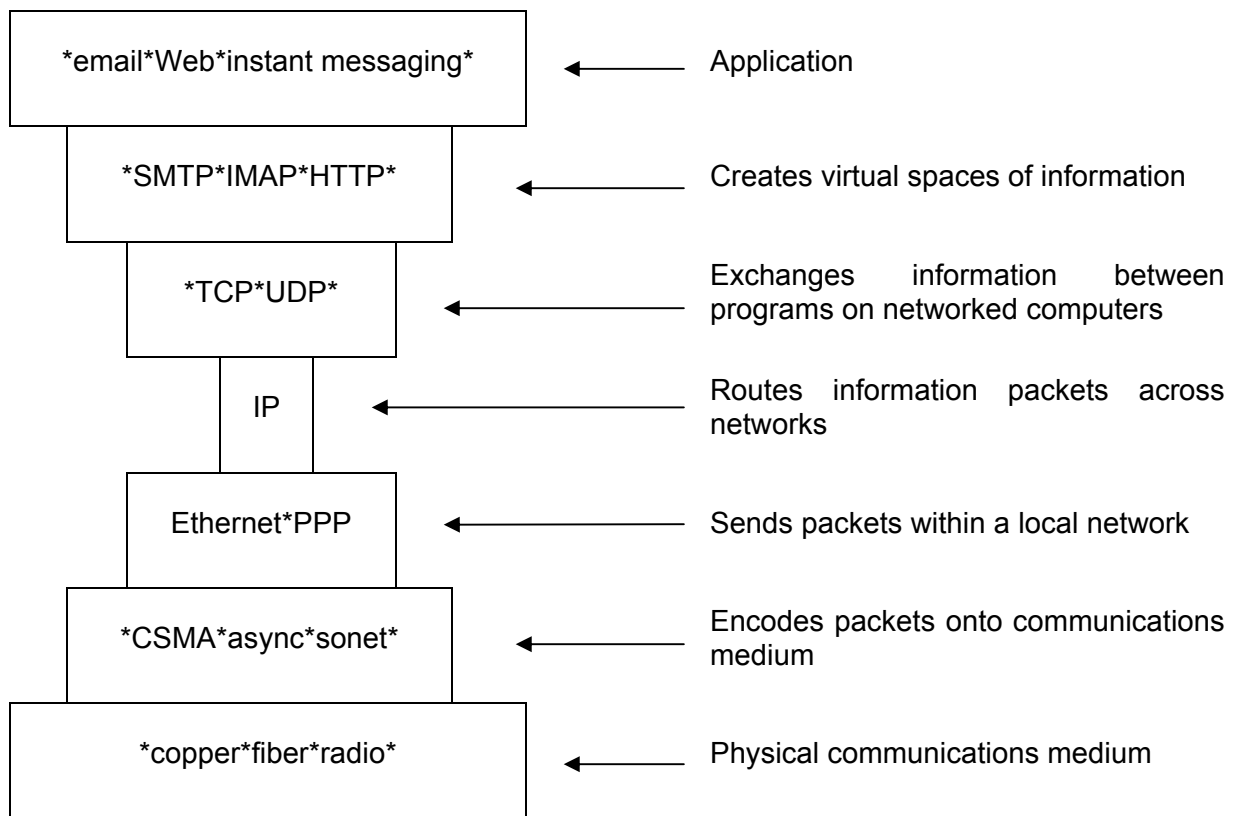 *email*Web*instant messaging*
Application
*SMTP*IMAP*HTTP*
Creates virtual spaces of information
*TCP*UDP*
Exchanges information between
programs on networked computers
IP
Routes information packets across
networks
Ethernet*PPP
Sends packets within a local network
*CSMA*async*sonet*
Encodes packets onto communications
medium
*copper*fiber*radio*
Physical communications medium